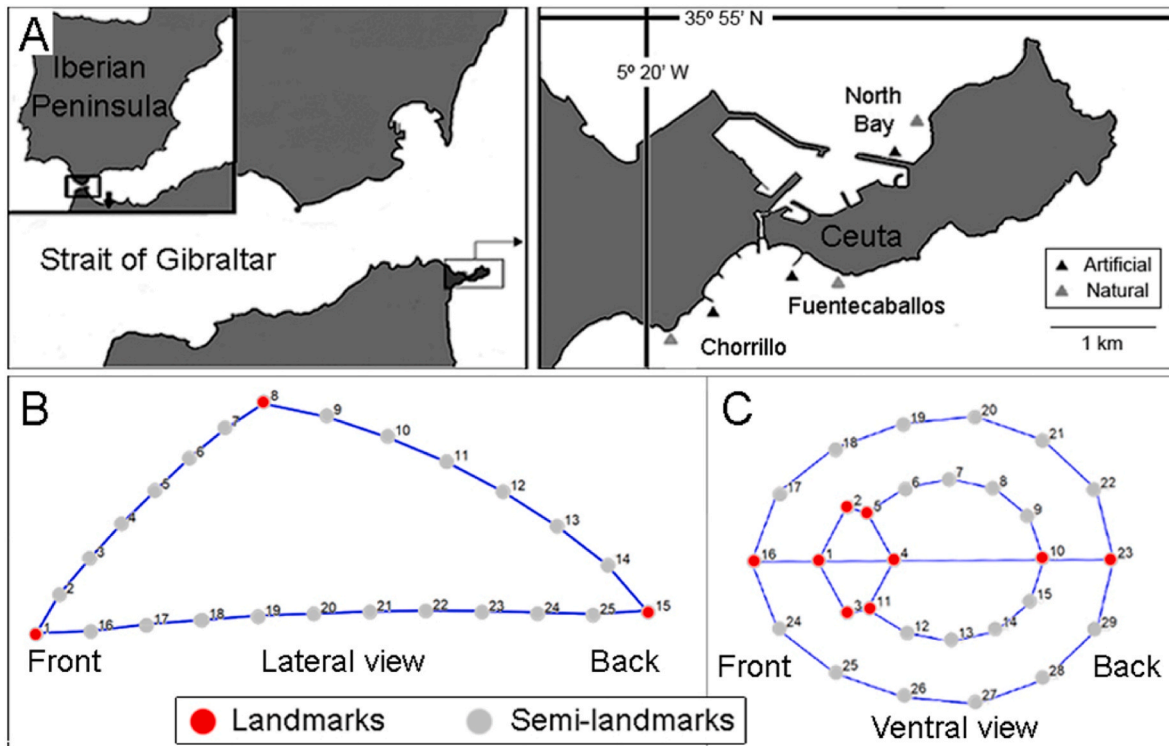 A
Iberian
Peninsula
Strait of Gibraltar
35º 55’ N
5º 20’ W
North
Bay
Ceuta
Artificial
Natural
Fuentecaballos
Chorrillo
1 km
B
8
9
7
10
6
11
5
12
4
13
3
14
2
15
1
16
17
18
19
20
21
22
23
24
25
Front
Lateral view
Back
C
20
19
21
18
7
22
17
6
8
2
5
9
16
1
4
10
23
3
11
15
24
12
13
14
29
25
28
26
27
Front
Back
Ventral view
Landmarks
Semi-landmarks